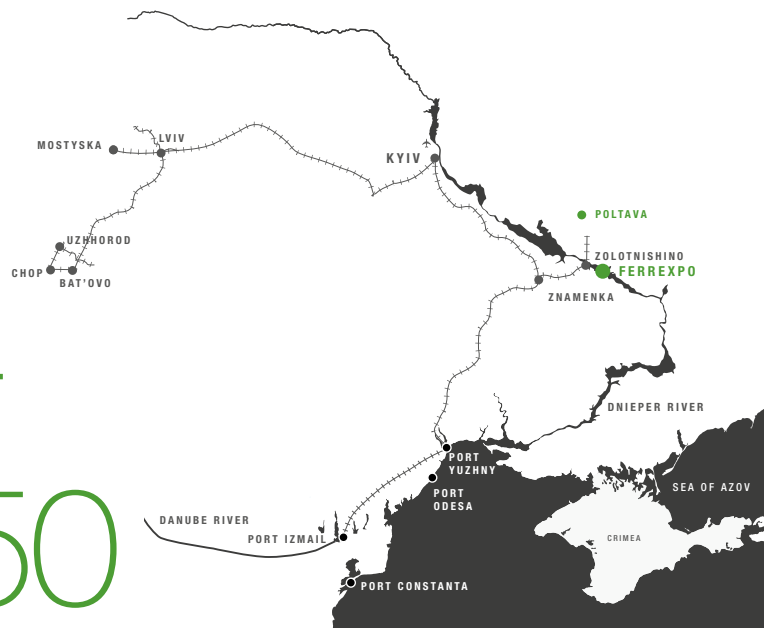 MOSTYSKA
LVIV
KYIV
POLTAVA
UZHHOROD
ZOLOTNISHINO
CHOP
FERREXPO
BAT'OVO
ZNAMENKA
DNIEPER RIVER
PORT
YUZHNY
SEA OF AZOV
PORT
ODESA
DANUBE RIVER
PORT IZMAIL
CRIMEA
PORT CONSTANTA
50